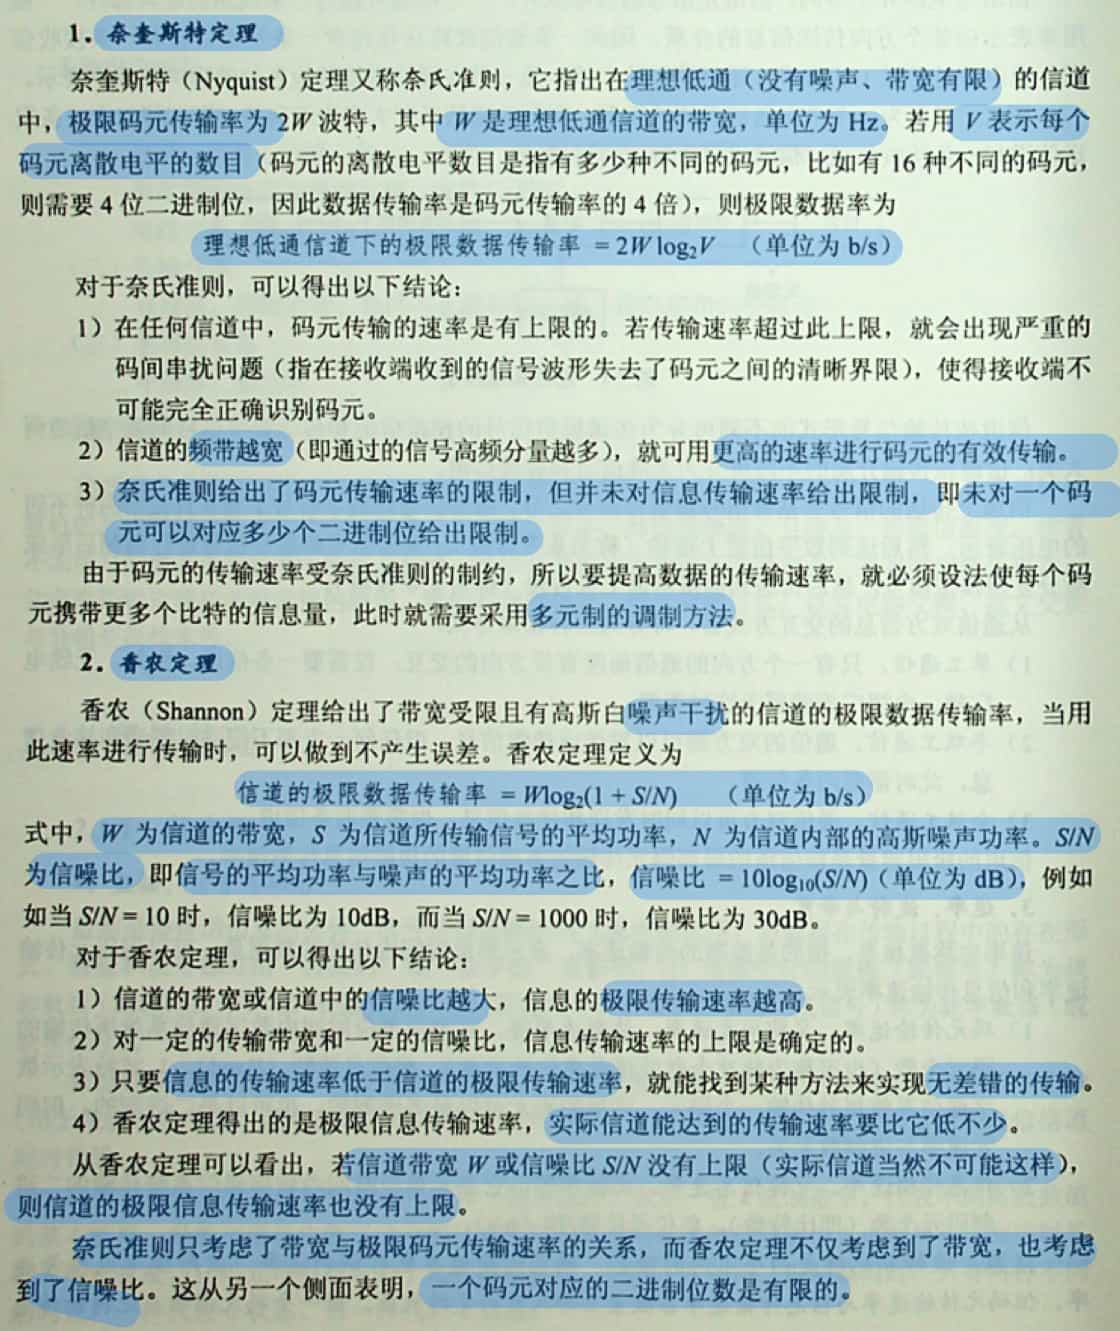 1. 奈奎斯特定理
奈奎斯特（Nyquist）定理又称奈氏准则，它指出在理想低通（没有噪声、带宽有限）的信道
中，极限码元传输率为 2W 波特，其中 W 是理想低通信道的带宽，单位为 Hz。若用 V 表示每个
码元离散电平的数目（码元的离散电平数目是指有多少种不同的码元，比如有 16 种不同的码元，
则需要 4 位二进制位，因此数据传输率是码元传输率的 4 倍），则极限数据率为
理想低通信道下的极限数据传输率 = 2W log₂V （单位为 b/s）
对于奈氏准则，可以得出以下结论：
1）在任何信道中，码元传输的速率是有上限的。若传输速率超过此上限，就会出现严重的
码间串扰问题（指在接收端收到的信号波形失去了码元之间的清晰界限），使得接收端不
可能完全正确识别码元。
2）信道的频带越宽（即通过的信号高频分量越多），就可用更高的速率进行码元的有效传输。
3）奈氏准则给出了码元传输速率的限制，但并未对信息传输速率给出限制，即未对一个码
元可以对应多少个二进制位给出限制。
由于码元的传输速率受奈氏准则的制约，所以要提高数据的传输速率，就必须设法使每个码
元携带更多个比特的信息量，此时就需要采用多元制的调制方法。
2. 香农定理
香农（Shannon）定理给出了带宽受限且有高斯白噪声干扰的信道的极限数据传输率，当用
此速率进行传输时，可以做到不产生误差。香农定理定义为
信道的极限数据传输率 = Wlog₂(1 + S/N) （单位为 b/s）
式中，W 为信道的带宽，S 为信道所传输信号的平均功率，N 为信道内部的高斯噪声功率。S/N
为信噪比，即信号的平均功率与噪声的平均功率之比，信噪比 = 10log₁₀(S/N)（单位为 dB），例如
如当 S/N = 10 时，信噪比为 10dB，而当 S/N = 1000 时，信噪比为 30dB。
对于香农定理，可以得出以下结论：
1）信道的带宽或信道中的信噪比越大，信息的极限传输速率越高。
2）对一定的传输带宽和一定的信噪比，信息传输速率的上限是确定的。
3）只要信息的传输速率低于信道的极限传输速率，就能找到某种方法来实现无差错的传输。
4）香农定理得出的是极限信息传输速率，实际信道能达到的传输速率要比它低不少。
从香农定理可以看出，若信道带宽 W 或信噪比 S/N 没有上限（实际信道当然不可能这样），
则信道的极限信息传输速率也没有上限。
奈氏准则只考虑了带宽与极限码元传输速率的关系，而香农定理不仅考虑到了带宽，也考虑
到了信噪比。这从另一个侧面表明，一个码元对应的二进制位数是有限的。